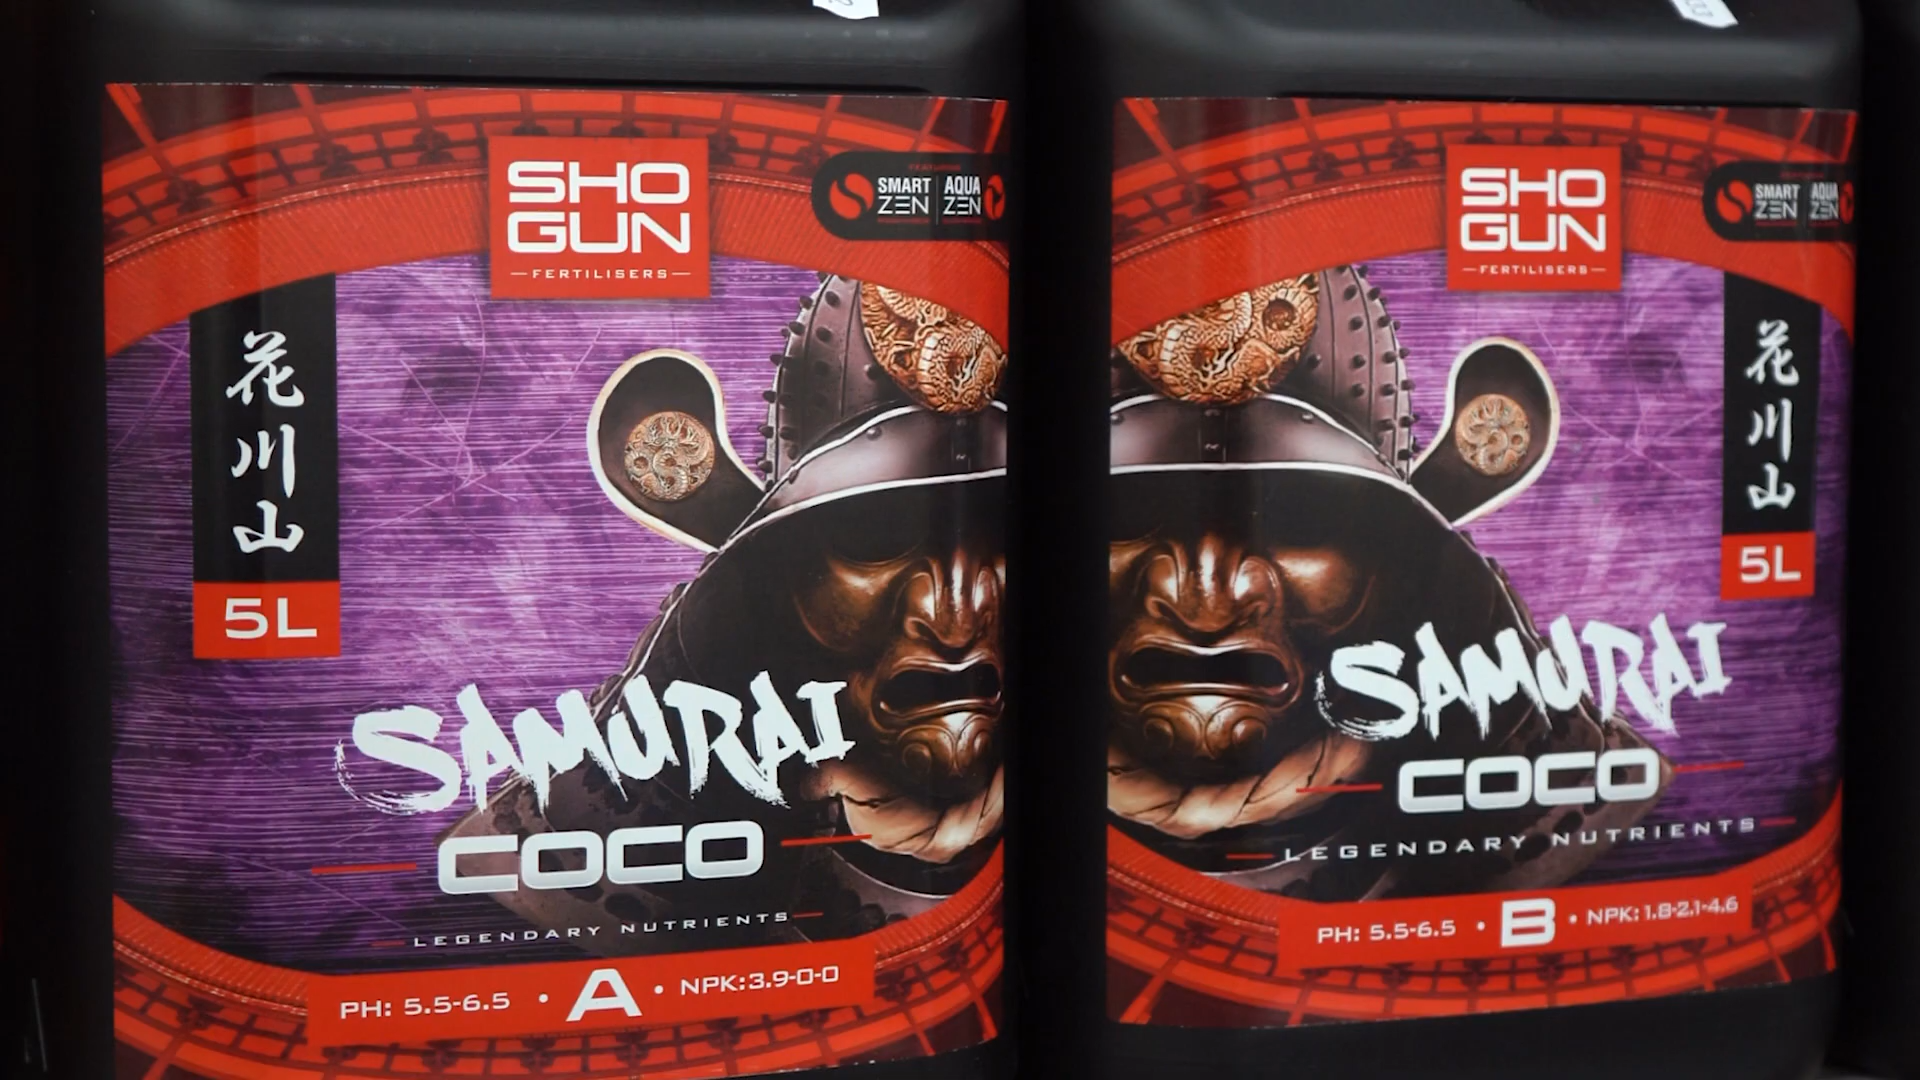 SHO
GUN
FERTILISERS
SMART
ZEN
AQUA
ZEN
花川山
5L
SAMURAI
COCO
LEGENDARY NUTRIENTS
PH: 5.5-6.5 • A • NPK:3.9-0-0
SHO
GUN
FERTILISERS
SMART
ZEN
AQUA
ZEN
花川山
5L
SAMURAI
COCO
LEGENDARY NUTRIENTS
PH: 5.5-6.5 • B • NPK: 1.8-2.1-4.6